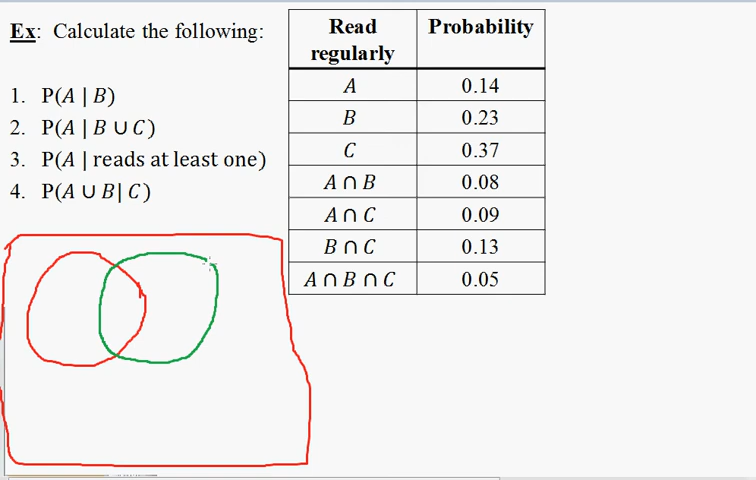 Ex: Calculate the following:
1. P(A | B)
2. P(A | B ∪ C)
3. P(A | reads at least one)
4. P(A ∪ B| C)
Read regularly Probability
A 0.14
B 0.23
C 0.37
A ∩ B 0.08
A ∩ C 0.09
B ∩ C 0.13
A ∩ B ∩ C 0.05